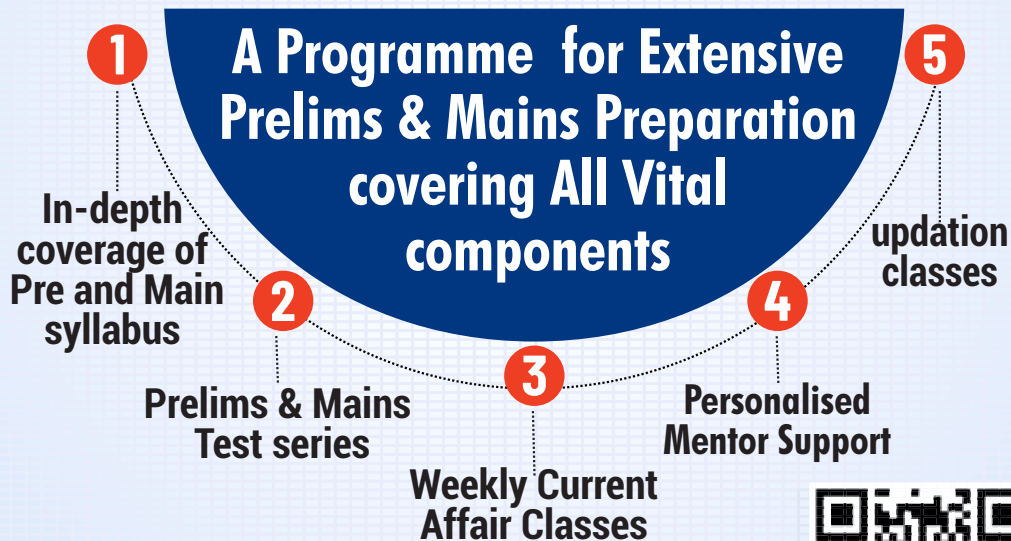 A Programme for Extensive
Prelims & Mains Preparation
covering All Vital
components
1
In-depth
coverage of
Pre and Main
syllabus
2
Prelims & Mains
Test series
3
Weekly Current
Affair Classes
4
Personalised
Mentor Support
5
updation
classes